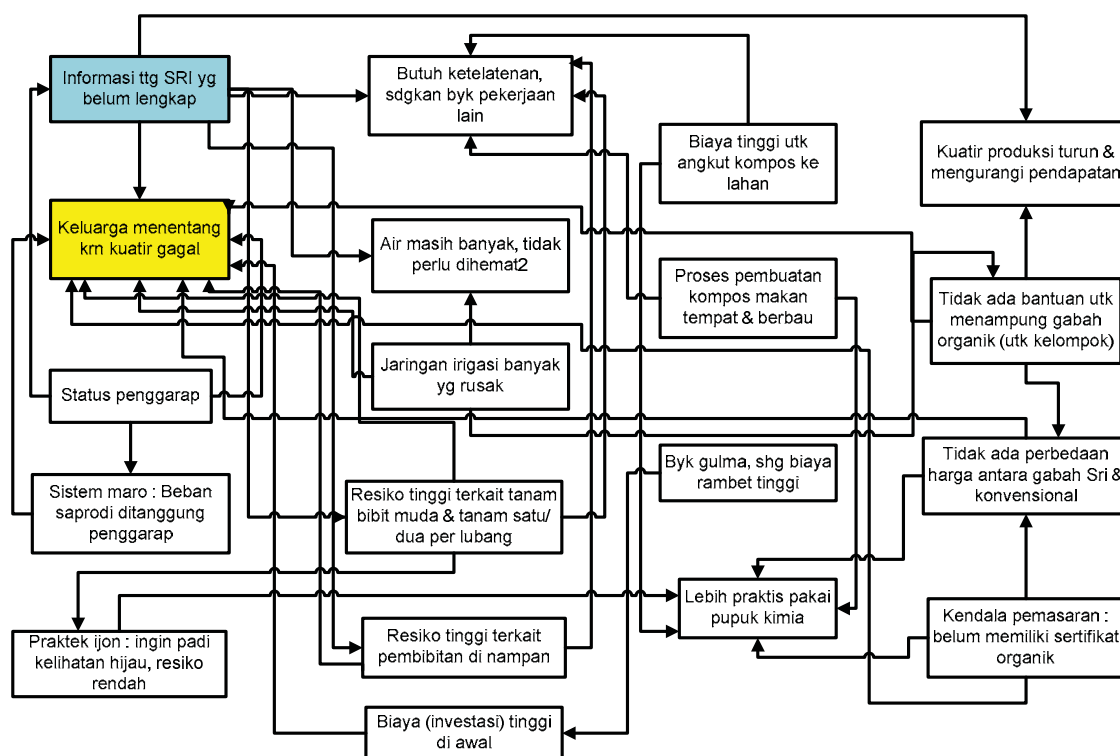 Informasi ttg SRI yg
belum lengkap
Butuh ketelatenan,
sdgkan byk pekerjaan
lain
Biaya tinggi utk
angkut kompos ke
lahan
Kuatir produksi turun &
mengurangi pendapatan
Keluarga menentang
krn kuatir gagal
Air masih banyak, tidak
perlu dihemat2
Proses pembuatan
kompos makan
tempat & berbau
Tidak ada bantuan utk
menampung gabah
organik (utk kelompok)
Jaringan irigasi banyak
yg rusak
Status penggarap
Byk gulma, shg biaya
rambet tinggi
Tidak ada perbedaan
harga antara gabah Sri &
konvensional
Sistem maro : Beban
saprodi ditanggung
penggarap
Resiko tinggi terkait tanam
bibit muda & tanam satu/
dua per lubang
Lebih praktis pakai
pupuk kimia
Kendala pemasaran :
belum memiliki sertifikat
organik
Praktek ijon : ingin padi
kelihatan hijau, resiko
rendah
Resiko tinggi terkait
pembibitan di nampan
Biaya (investasi) tinggi
di awal